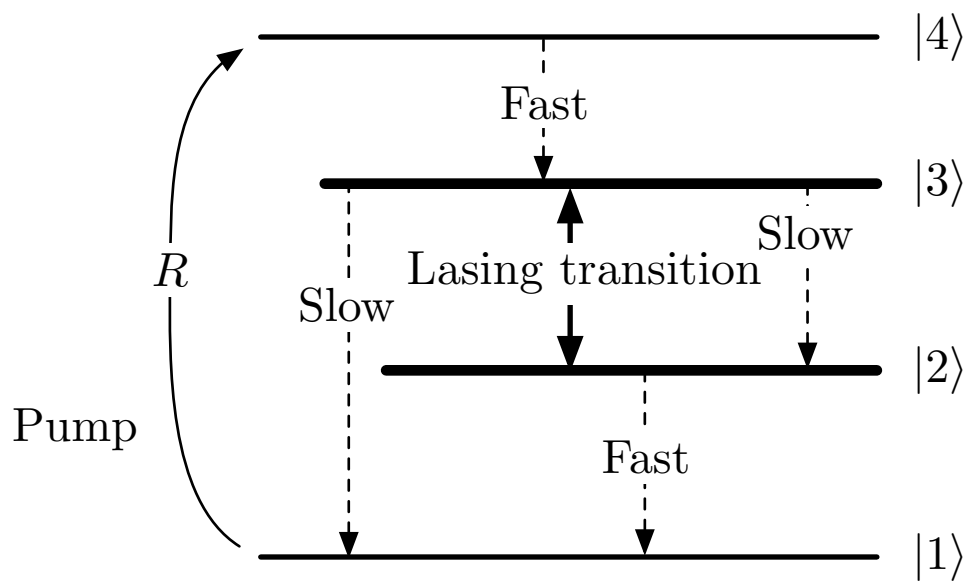 |4⟩
Fast
|3⟩
Slow
R
Lasing transition
Slow
|2⟩
Pump
Fast
|1⟩